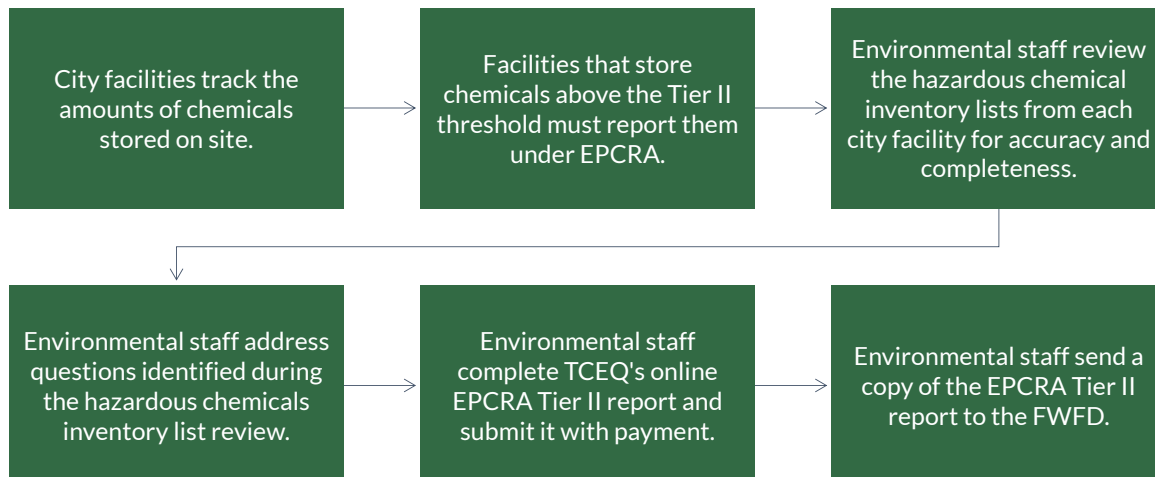 City facilities track the
amounts of chemicals
stored on site.
Facilities that store
chemicals above the Tier II
threshold must report them
under EPCRA.
Environmental staff review
the hazardous chemical
inventory lists from each
city facility for accuracy and
completeness.
Environmental staff address
questions identified during
the hazardous chemicals
inventory list review.
Environmental staff
complete TCEQ's online
EPCRA Tier II report and
submit it with payment.
Environmental staff send a
copy of the EPCRA Tier II
report to the FWFD.